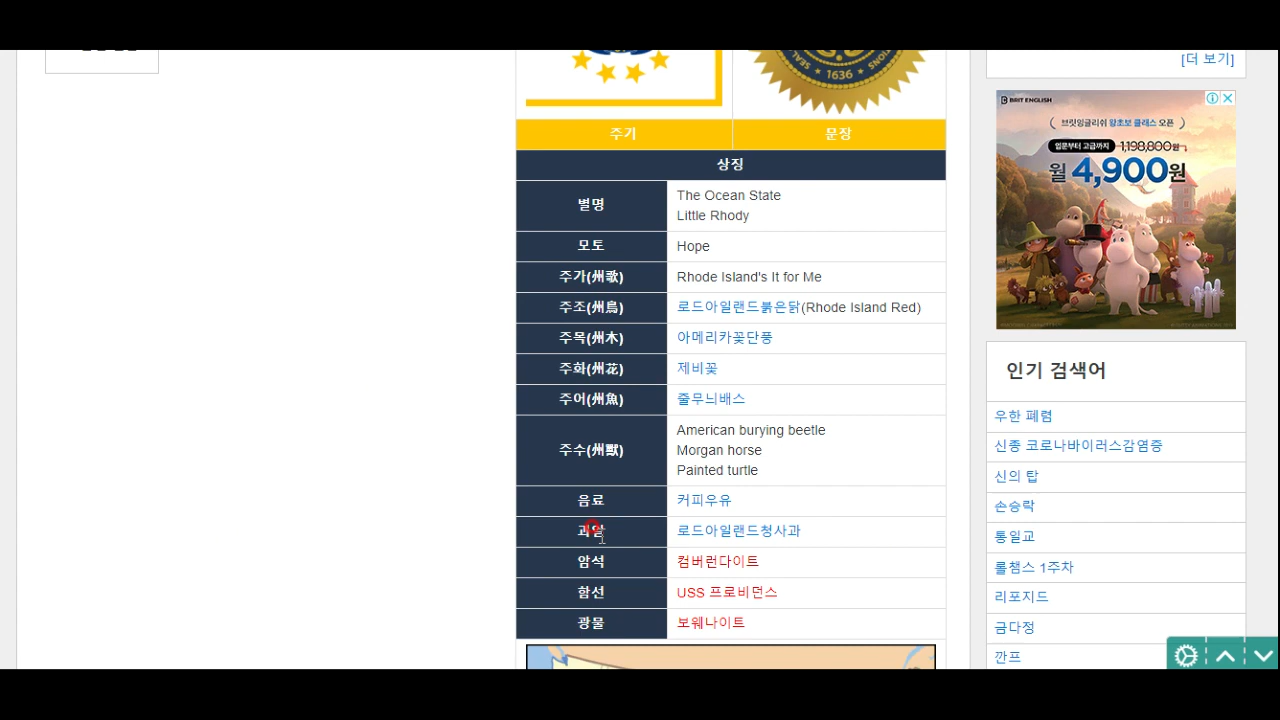 [더 보기]
SEAL
1636
주기
문장
상징
별명
The Ocean State
Little Rhody
모토
Hope
주가(州歌)
Rhode Island's It for Me
주조(州鳥)
로드아일랜드붉은닭(Rhode Island Red)
주목(州木)
아메리카꽃단풍
주화(州花)
제비꽃
주어(州魚)
줄무늬배스
주수(州獸)
American burying beetle
Morgan horse
Painted turtle
음료
커피우유
과일
로드아일랜드청사과
암석
컴버런다이트
함선
USS 프로비던스
광물
보웨나이트
BRIT ENGLISH
( 브릿잉글리쉬 왕초보 클래스 오픈 )
입문부터 고급까지 1,198,800원
월 4,900원
인기 검색어
우한 폐렴
신종 코로나바이러스감염증
신의 탑
손승락
통일교
롤챔스 1주차
리포지드
금다정
깐프